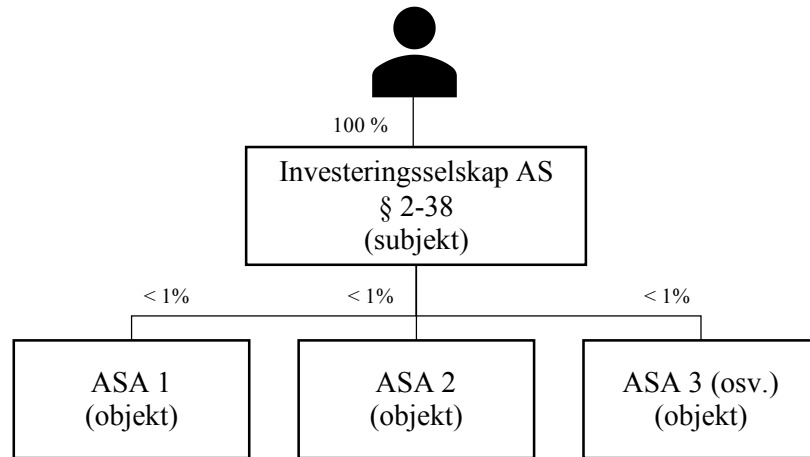 100 %
Investeringsselskap AS
§ 2-38
(subjekt)
< 1%
< 1%
< 1%
ASA 1
(objekt)
ASA 2
(objekt)
ASA 3 (osv.)
(objekt)